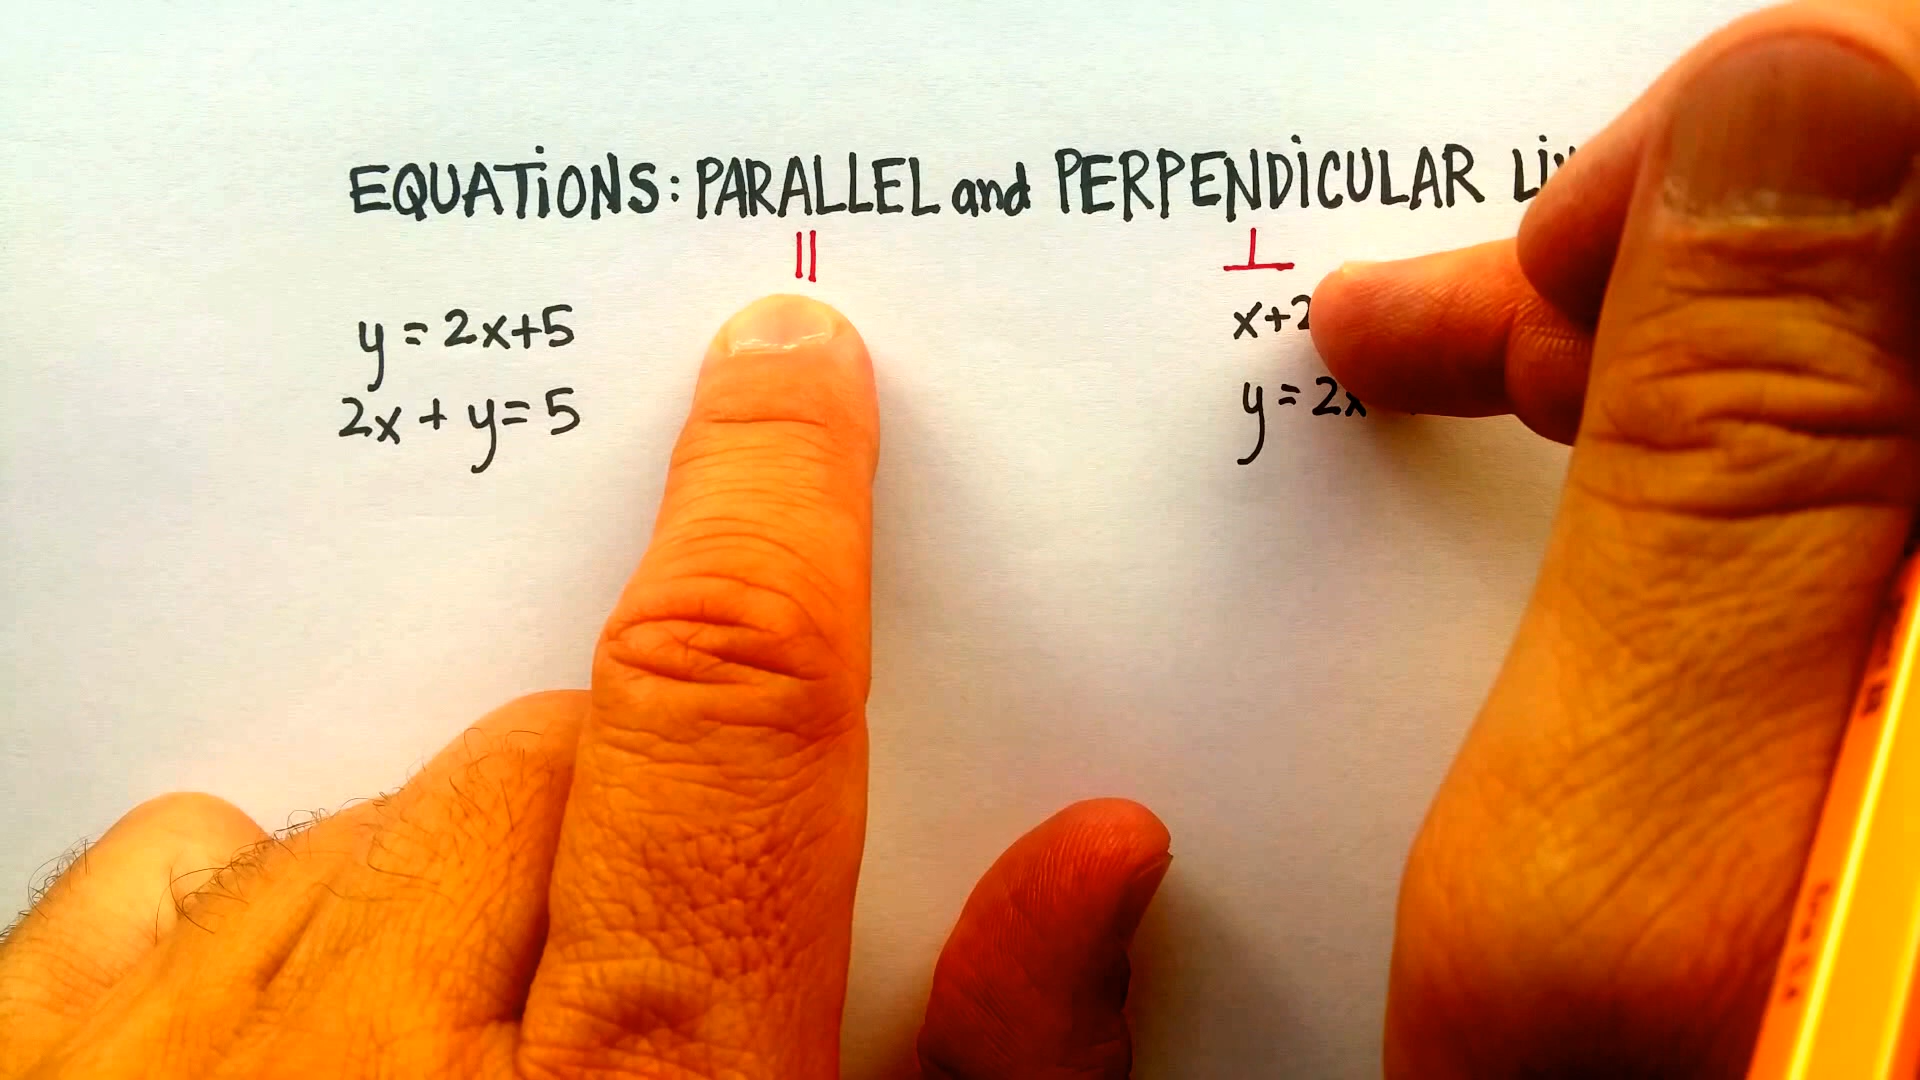 EQUATIONS: PARALLEL and PERPENDICULAR
|| ⊥
y = 2x+5
2x + y = 5
x+2
y = 2x